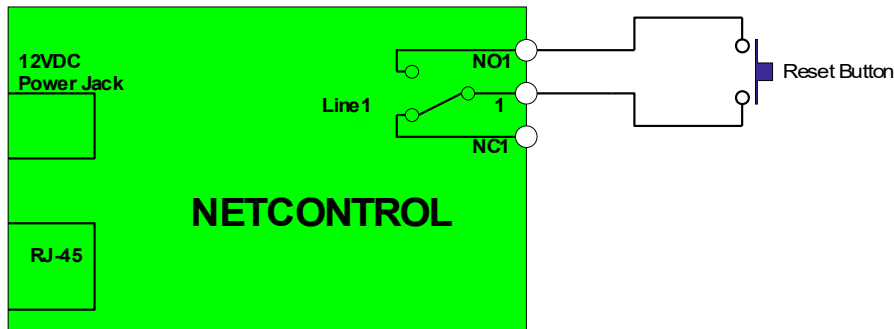 12VDC
Power Jack
NO1
Line1
1
NC1
Reset Button
NETCONTROL
RJ-45